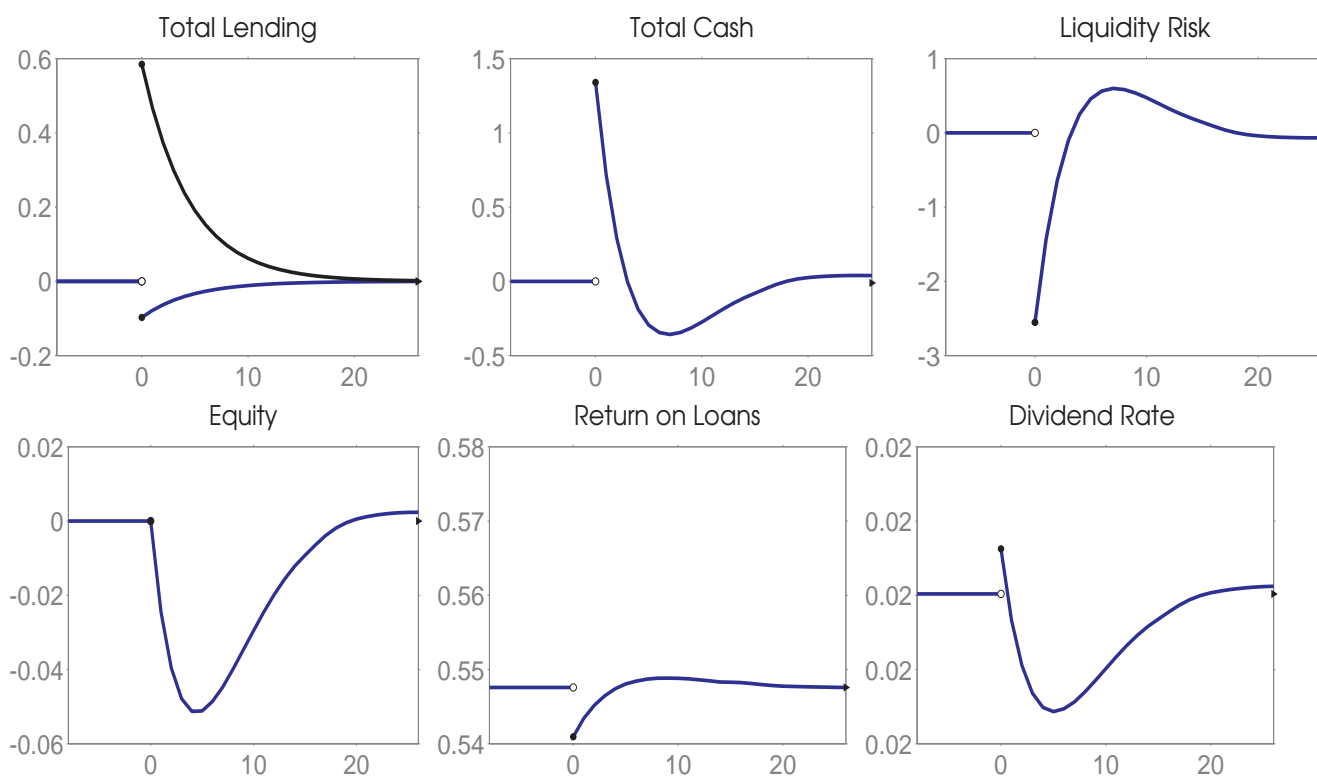 Total Lending Total Cash Liquidity Risk
0.6 1.5 1
0.4 1 0
0.2 0.5 -1
0 0 -2
-0.2 -0.5 -3
0 10 20 0 10 20 0 10 20
Equity Return on Loans Dividend Rate
0.02 0.58 0.02
0 0.57 0.02
-0.02 0.56 0.02
-0.04 0.55 0.02
-0.06 0.54 0.02
0 10 20 0 10 20 0 10 20